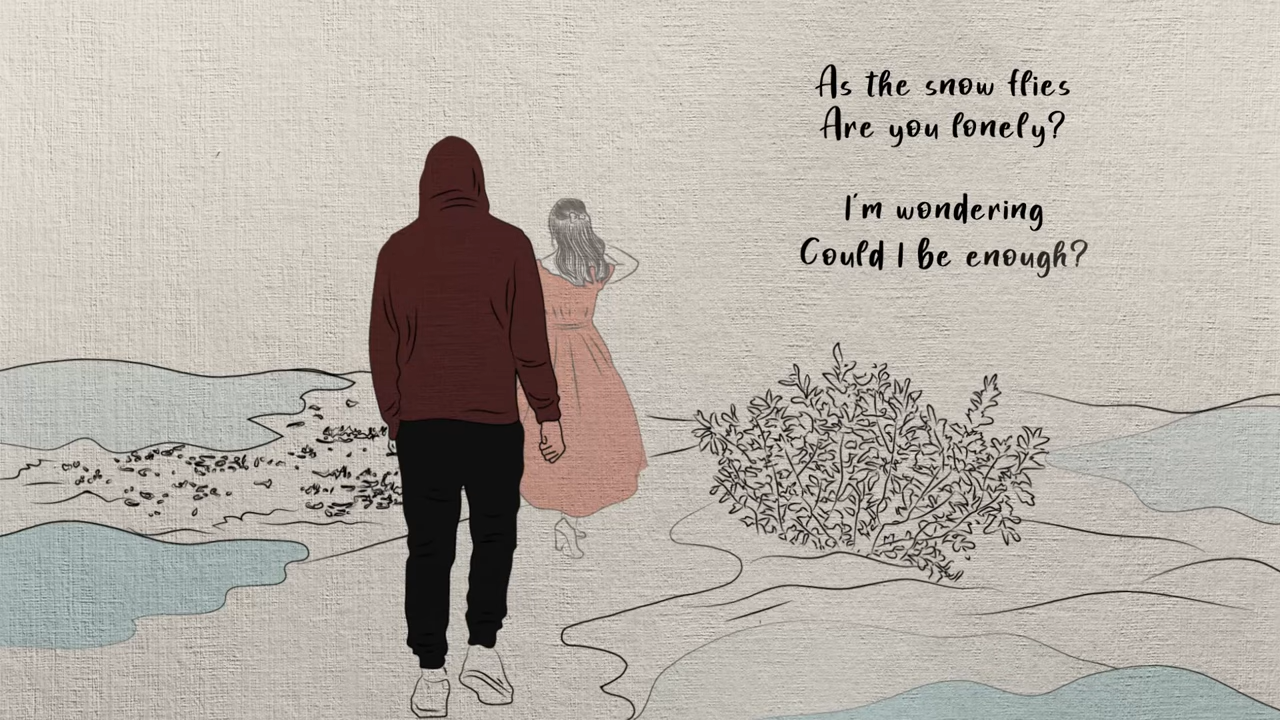 As the snow flies
Are you lonely?
I'm wondering
Could I be enough?